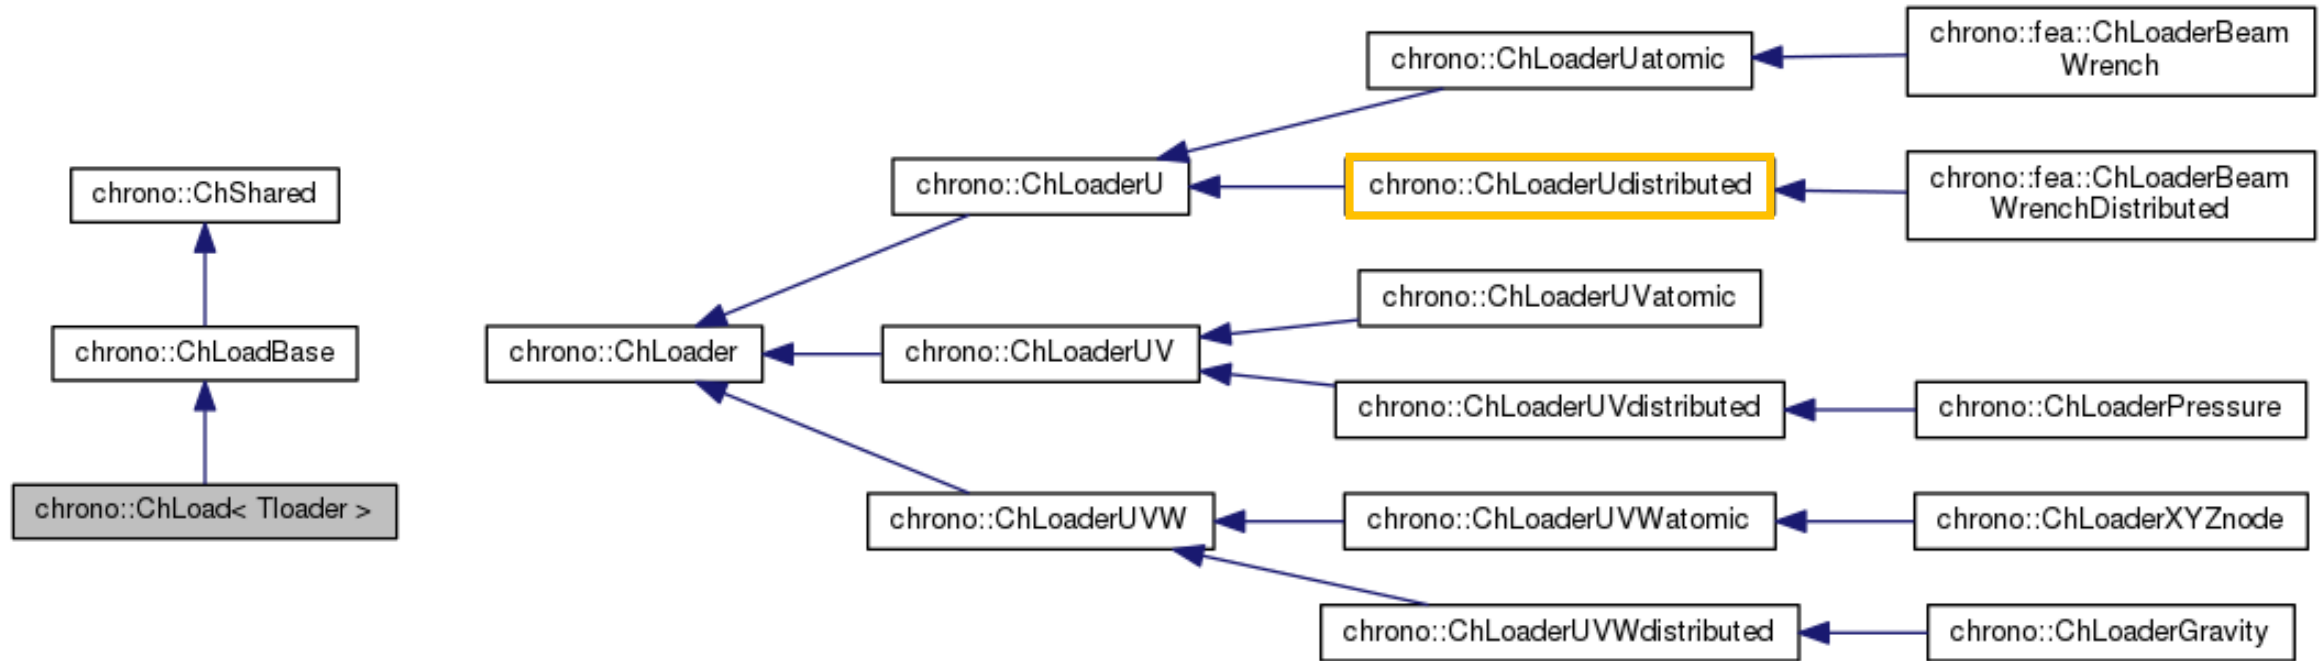 chrono::ChShared
chrono::ChLoadBase
chrono::ChLoad< Tloader >
chrono::ChLoader
chrono::ChLoaderU
chrono::ChLoaderUV
chrono::ChLoaderUVW
chrono::ChLoaderUatomic
chrono::ChLoaderUdistributed
chrono::ChLoaderUVatomic
chrono::ChLoaderUVdistributed
chrono::ChLoaderUVWatomic
chrono::ChLoaderUVWdistributed
chrono::fea::ChLoaderBeam
Wrench
chrono::fea::ChLoaderBeam
WrenchDistributed
chrono::ChLoaderPressure
chrono::ChLoaderXYZnode
chrono::ChLoaderGravity